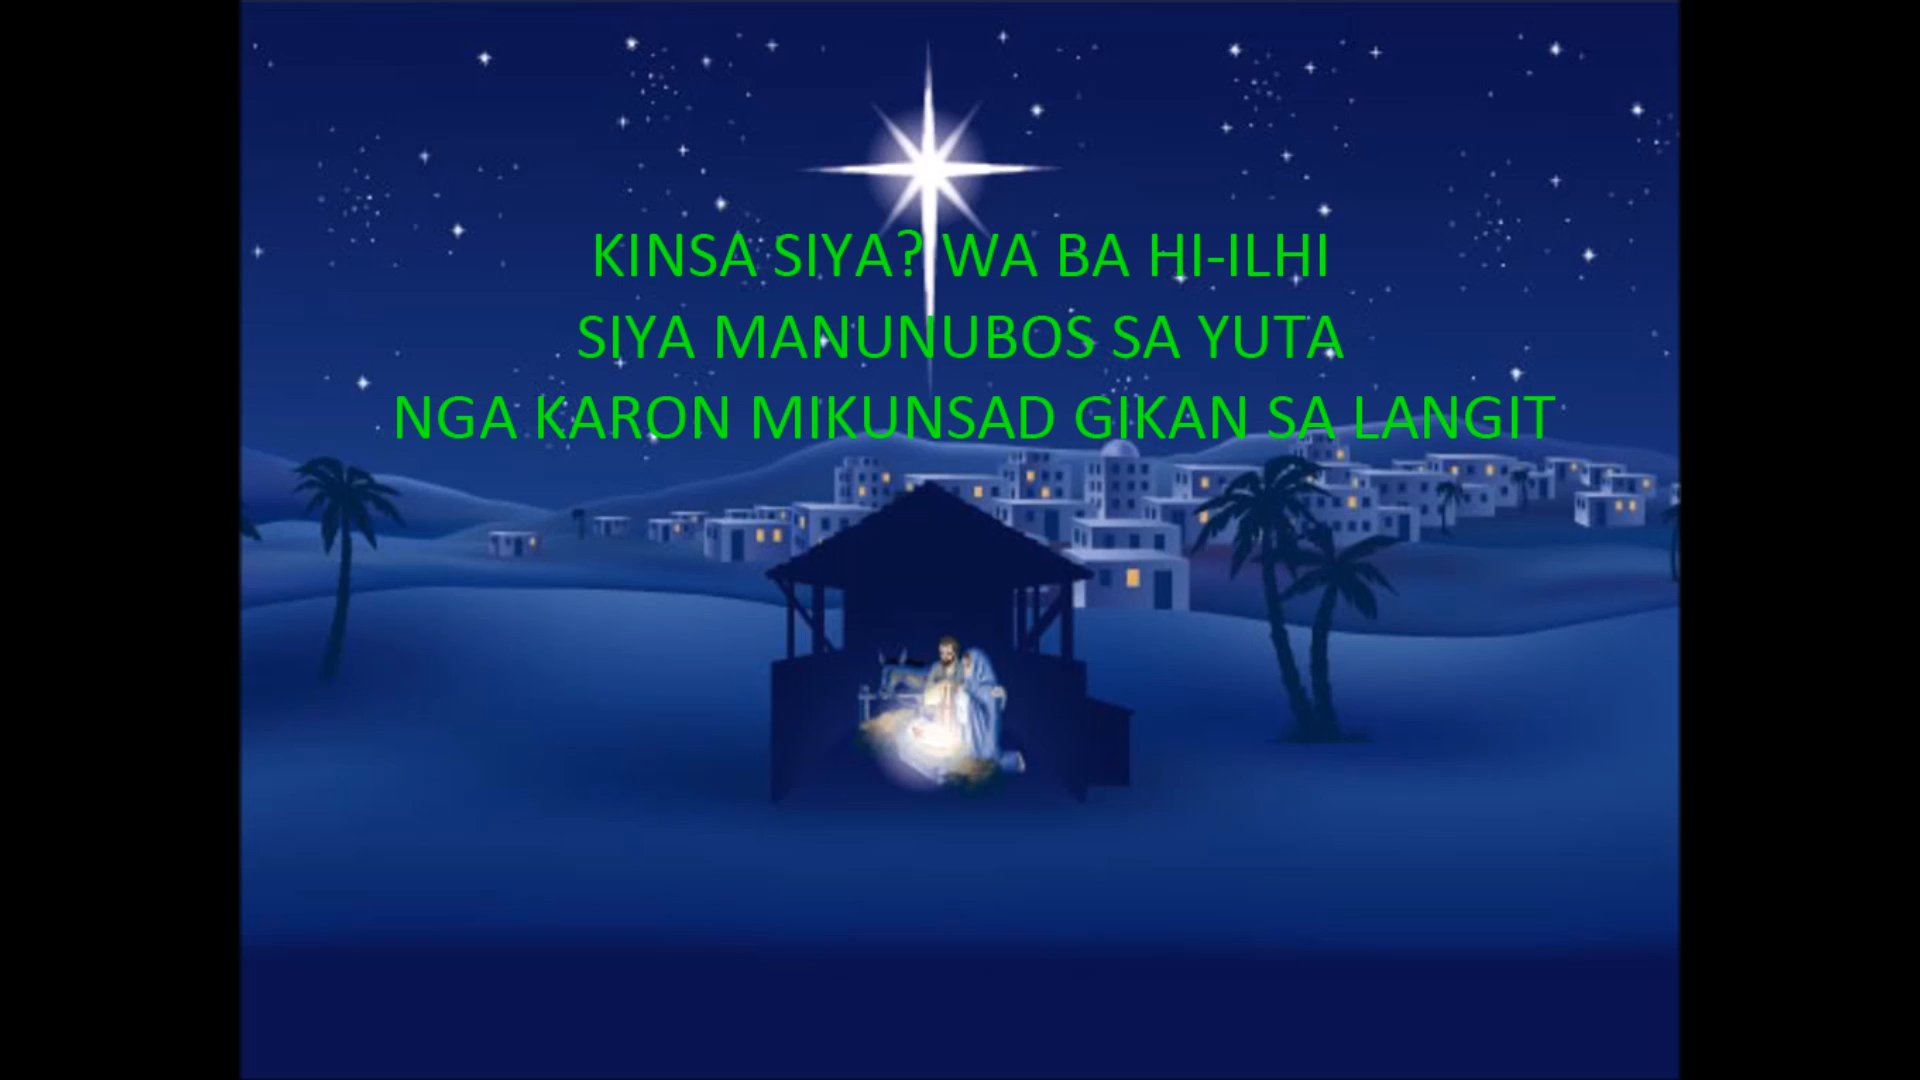 KINSA SIYA? WA BA HI-ILHI
SIYA MANUNUBOS SA YUTA
NGA KARON MIKUNSAD GIKAN SA LANGIT